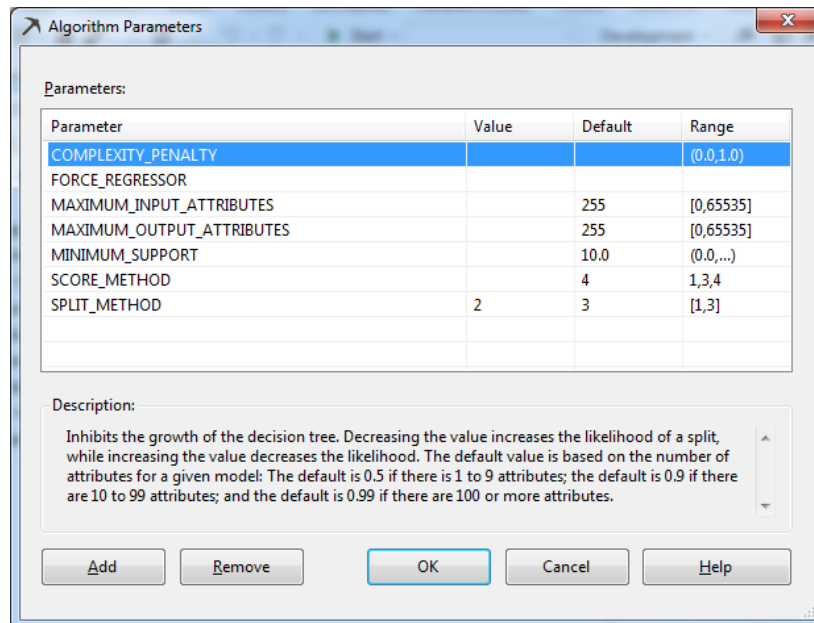 Algorithm Parameters
Parameters:
Parameter Value Default Range
COMPLEXITY_PENALTY (0.0,1.0)
FORCE_REGRESSOR
MAXIMUM_INPUT_ATTRIBUTES 255 [0,65535]
MAXIMUM_OUTPUT_ATTRIBUTES 255 [0,65535]
MINIMUM_SUPPORT 10.0 (0.0,...)
SCORE_METHOD 4 1,3,4
SPLIT_METHOD 2 3 [1,3]
Description:
Inhibits the growth of the decision tree. Decreasing the value increases the likelihood of a split,
while increasing the value decreases the likelihood. The default value is based on the number of
attributes for a given model: The default is 0.5 if there is 1 to 9 attributes; the default is 0.9 if there
are 10 to 99 attributes; and the default is 0.99 if there are 100 or more attributes.
Add Remove OK Cancel Help